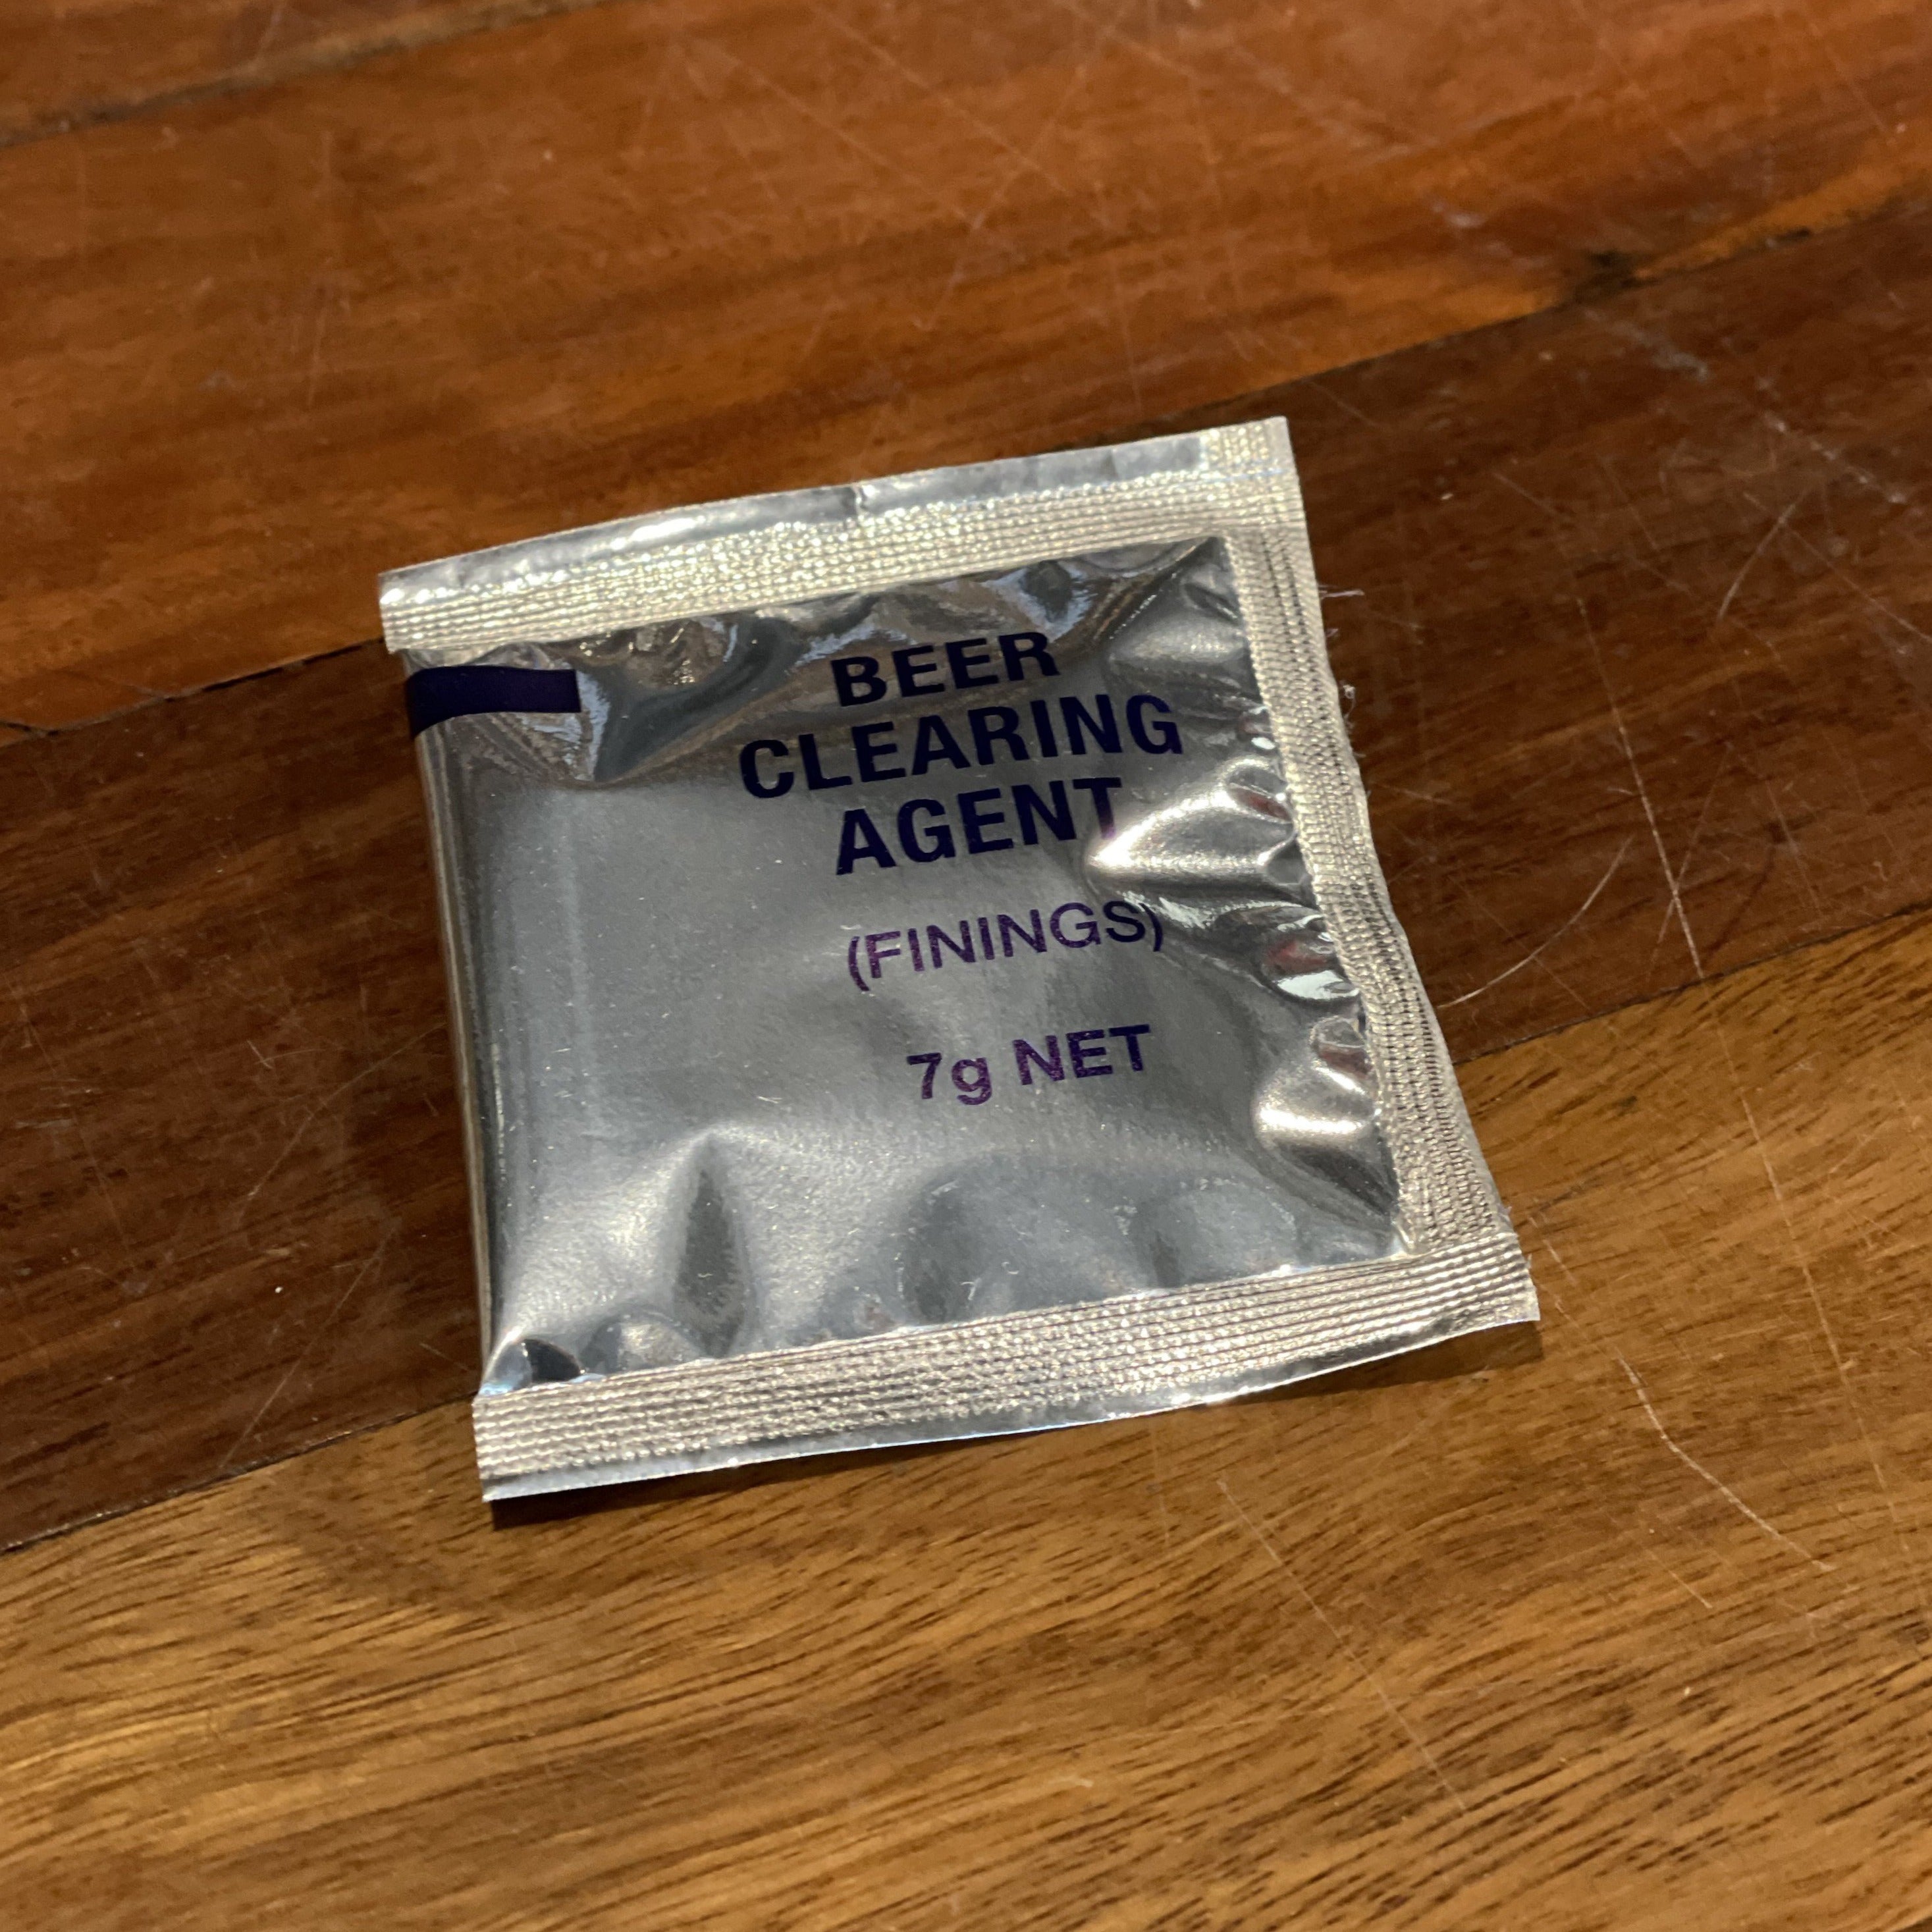 BEER
CLEARING
AGENT
(FININGS)
7g NET